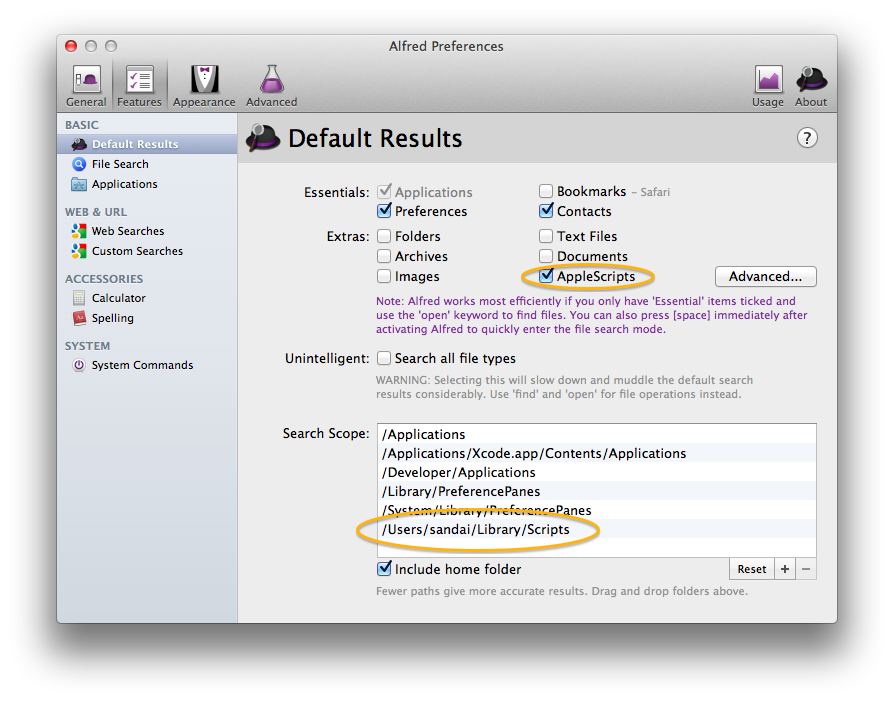 Alfred Preferences
General Features Appearance Advanced Usage About
BASIC
Default Results
File Search
Applications
WEB & URL
Web Searches
Custom Searches
ACCESSORIES
Calculator
Spelling
SYSTEM
System Commands
Default Results ?
Essentials: Applications Bookmarks – Safari
Preferences Contacts
Extras: Folders Text Files
Archives Documents
Images AppleScripts Advanced...
Note: Alfred works most efficiently if you only have 'Essential' items ticked and
use the 'open' keyword to find files. You can also press [space] immediately after
activating Alfred to quickly enter the file search mode.
Unintelligent: Search all file types
WARNING: Selecting this will slow down and muddle the default search
results considerably. Use 'find' and 'open' for file operations instead.
Search Scope: /Applications
/Applications/Xcode.app/Contents/Applications
/Developer/Applications
/Library/PreferencePanes
/System/Library/PreferencePanes
/Users/sandai/Library/Scripts
Include home folder Reset + −
Fewer paths give more accurate results. Drag and drop folders above.